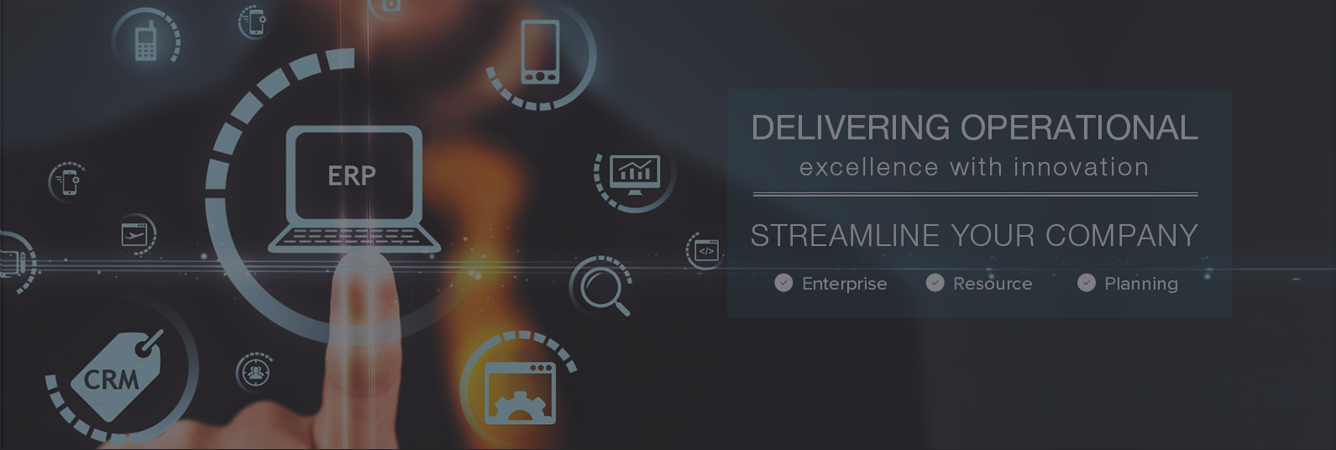 ERP
CRM
</>
DELIVERING OPERATIONAL
excellence with innovation
STREAMLINE YOUR COMPANY
Enterprise Resource Planning